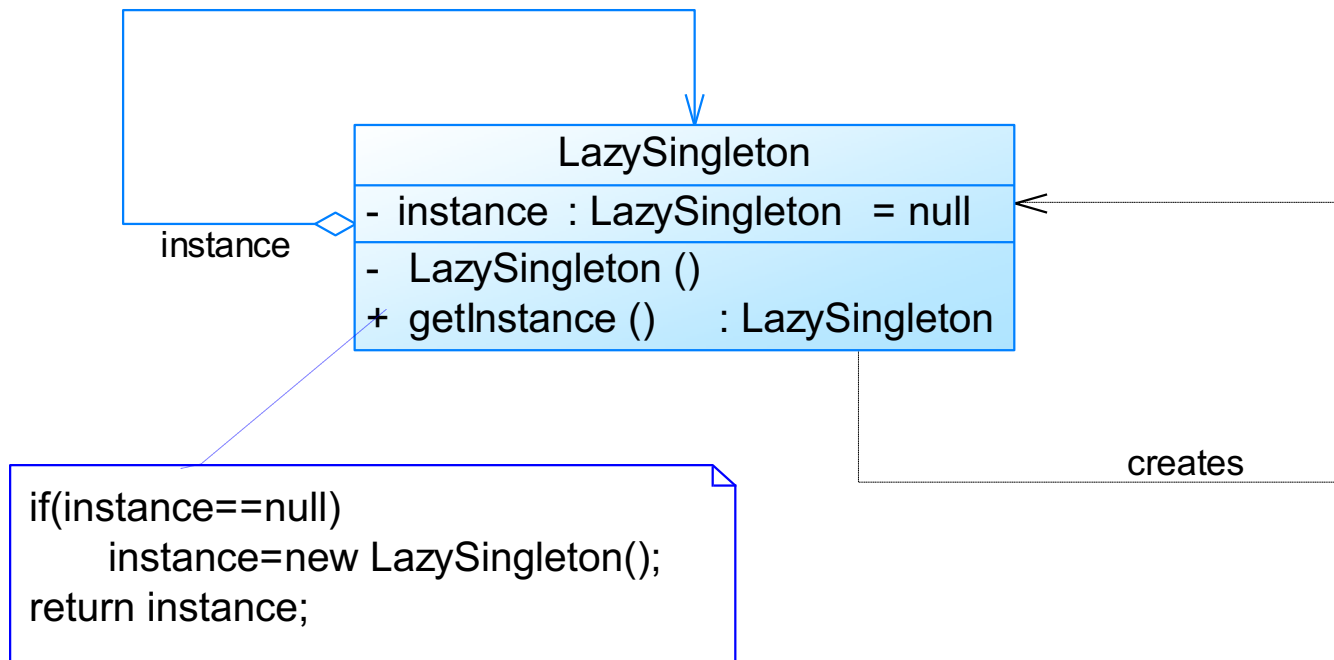 LazySingleton
- instance : LazySingleton = null
instance
- LazySingleton ()
+ getInstance () : LazySingleton
creates
if(instance==null)
instance=new LazySingleton();
return instance;